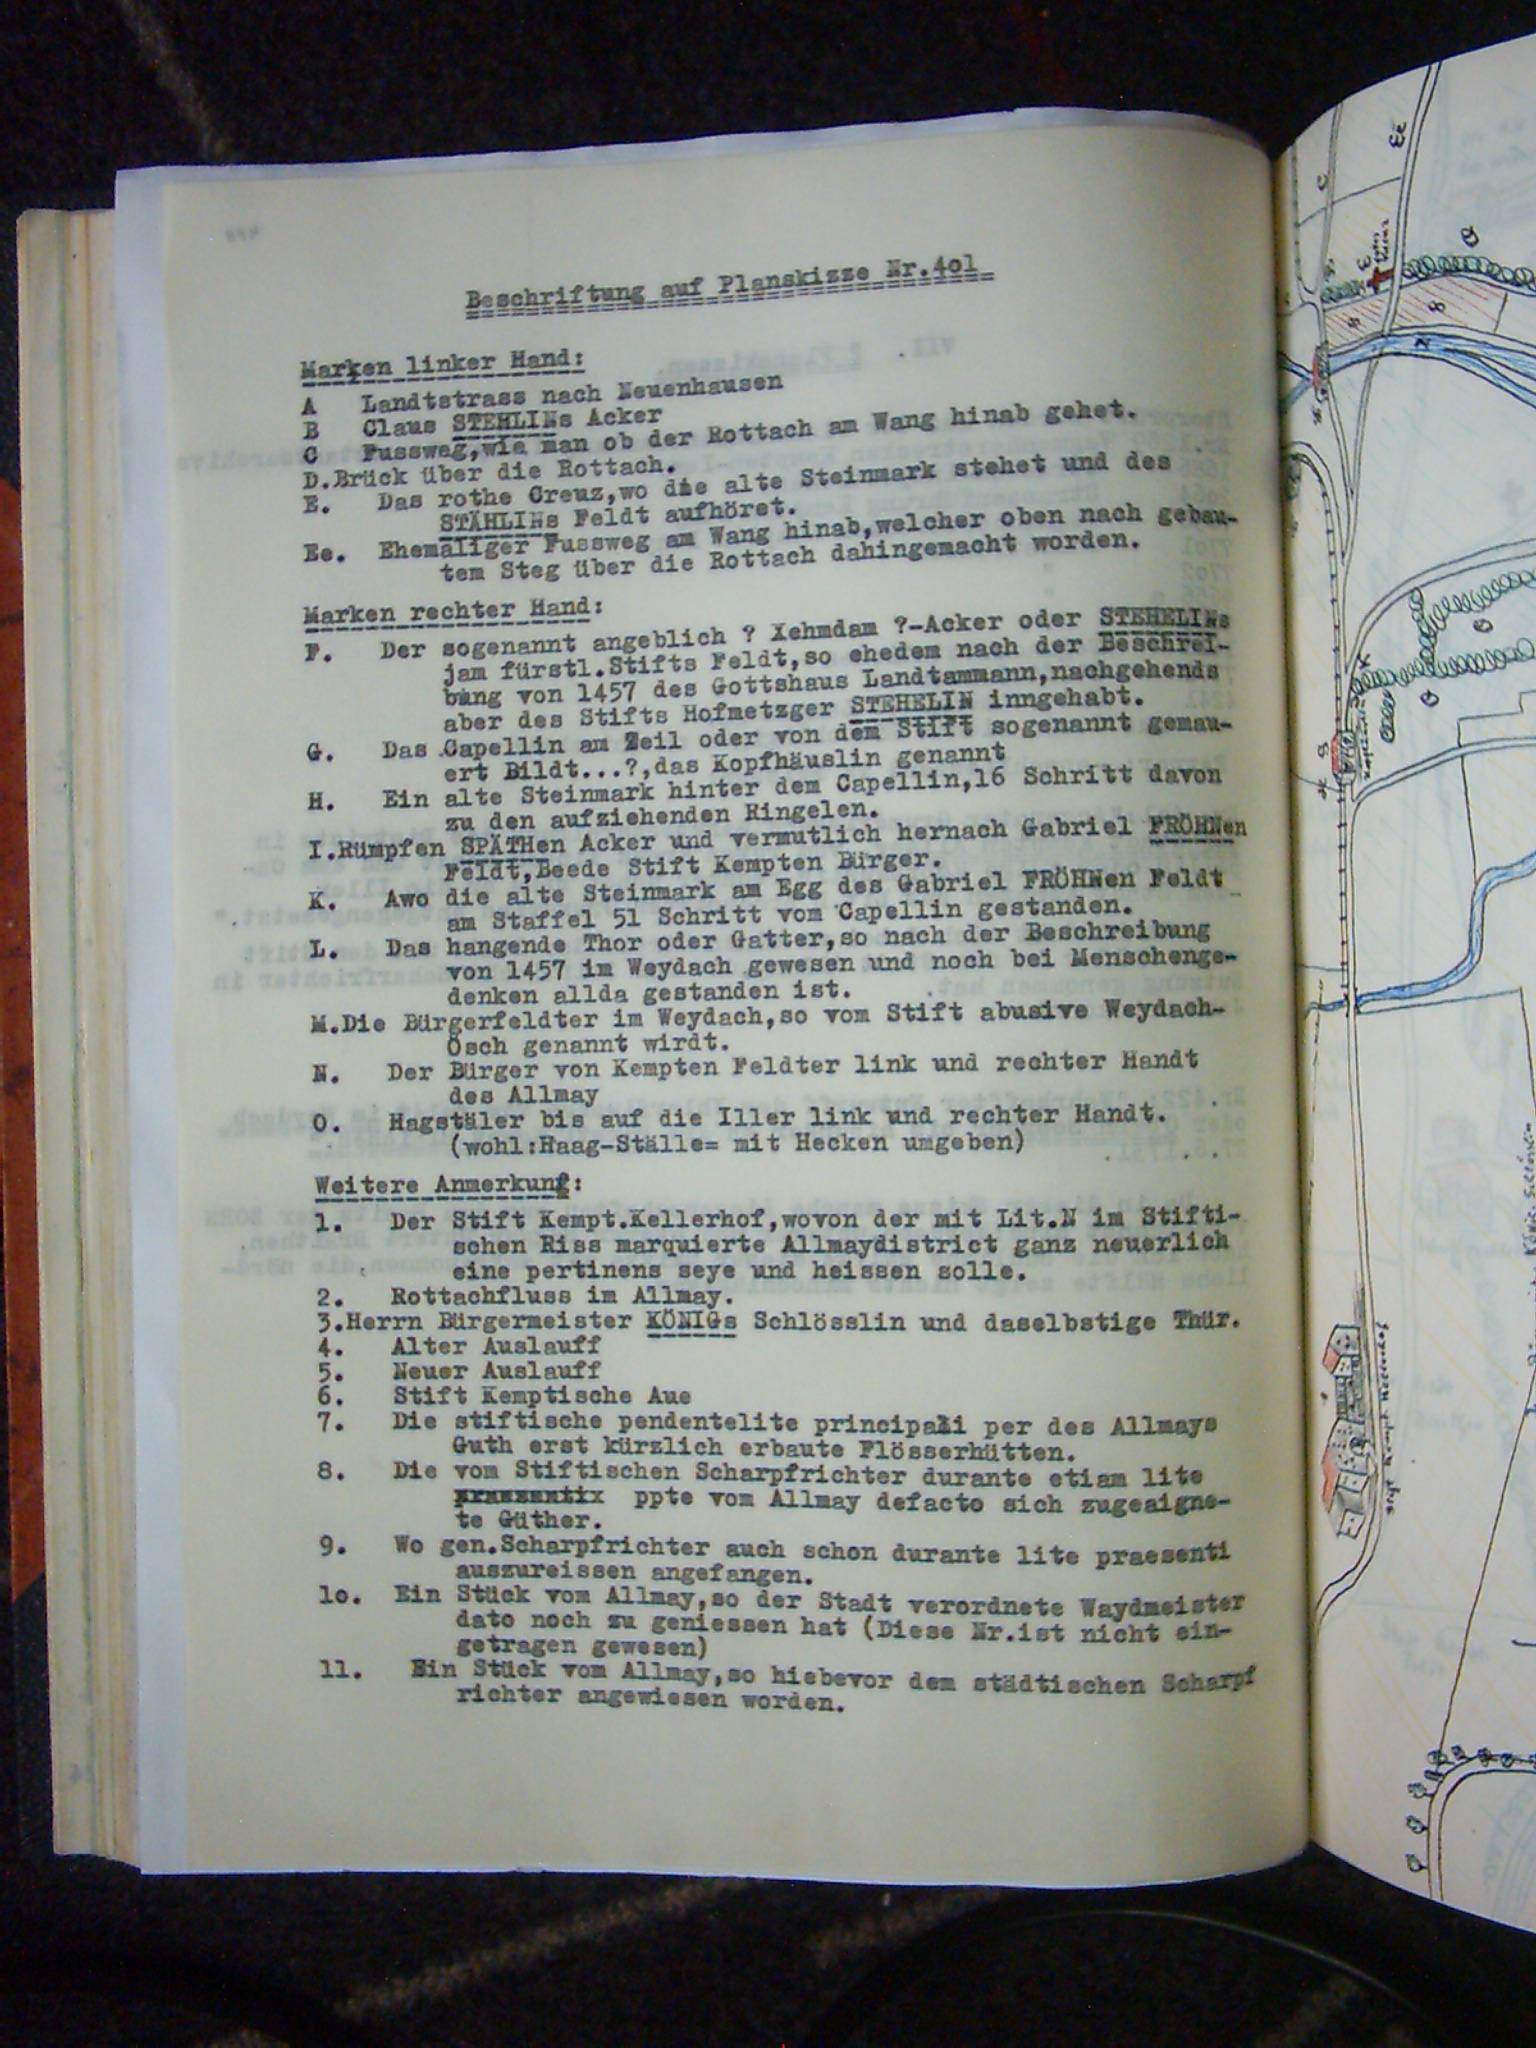 Beschriftung auf Planskizze Nr.4o1
Marken linker Hand:
A Landtstrass nach Neuenhausen
B Claus STEHLINs Acker
C Fussweg,wie man ob der Rottach am Wang hinab gehet.
D.Brück über die Rottach.
E. Das rothe Creuz,wo die alte Steinmark stehet und des
STÄHLINs Feldt aufhöret.
Ee. Ehemaliger Fussweg am Wang hinab,welcher oben nach gebau-
tem Steg über die Rottach dahingemacht worden.
Marken rechter Hand:
F. Der sogenannt angeblich ? Xehmdam ?-Acker oder STEHELINs
jam fürstl.Stifts Feldt,so ehedem nach der Beschrei-
bung von 1457 des Gottshaus Landtammann,nachgehends
aber des Stifts Hofmetzger STEHELIN inngehabt.
G. Das Capellin am Zeil oder von dem Stift sogenannt gemau-
ert Bildt...?,das Kopfhäuslin genannt
H. Ein alte Steinmark hinter dem Capellin,16 Schritt davon
zu den aufziehenden Ringelen.
I.Rümpfen SPÄTHen Acker und vermutlich hernach Gabriel FRÖHNen
Feldt,Beede Stift Kempten Bürger.
K. Awo die alte Steinmark am Egg des Gabriel FRÖHNen Feldt
am Staffel 51 Schritt vom Capellin gestanden.
L. Das hangende Thor oder Gatter,so nach der Beschreibung
von 1457 im Weydach gewesen und noch bei Menschenge-
denken allda gestanden ist.
M.Die Bürgerfeldter im Weydach,so vom Stift abusive Weydach-
Ösch genannt wirdt.
N. Der Bürger von Kempten Feldter link und rechter Handt
des Allmay
O. Hagstäler bis auf die Iller link und rechter Handt.
(wohl:Haag-Ställe= mit Hecken umgeben)
Weitere Anmerkung:
1. Der Stift Kempt.Kellerhof,wovon der mit Lit.N im Stifti-
schen Riss marquierte Allmaydistrict ganz neuerlich
eine pertinens seye und heissen solle.
2. Rottachfluss im Allmay.
3.Herrn Bürgermeister KÖNIGs Schlösslin und daselbstige Thür.
4. Alter Auslauff
5. Neuer Auslauff
6. Stift Kemptische Aue
7. Die stiftische pendentelite principali per des Allmays
Guth erst kürzlich erbaute Flösserhütten.
8. Die vom Stiftischen Scharpfrichter durante etiam lite
ppte vom Allmay defacto sich zugeaigne-
te Güther.
9. Wo gen.Scharpfrichter auch schon durante lite praesenti
auszureissen angefangen.
1o. Ein Stück vom Allmay,so der Stadt verordnete Waydmeister
dato noch zu geniessen hat (Diese Nr.ist nicht ein-
getragen gewesen)
11. Ein Stück vom Allmay,so hiebevor dem städtischen Scharpf
richter angewiesen worden.